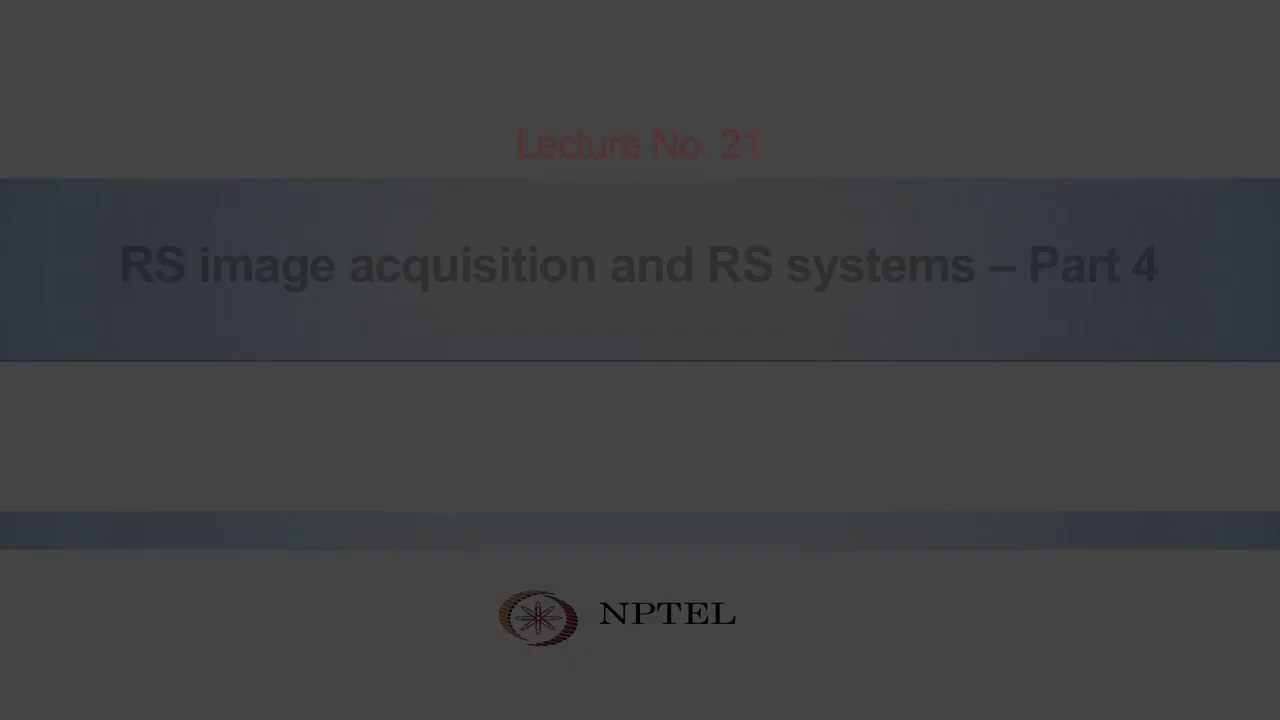 Lecture No. 21
RS image acquisition and RS systems – Part 4
NPTEL